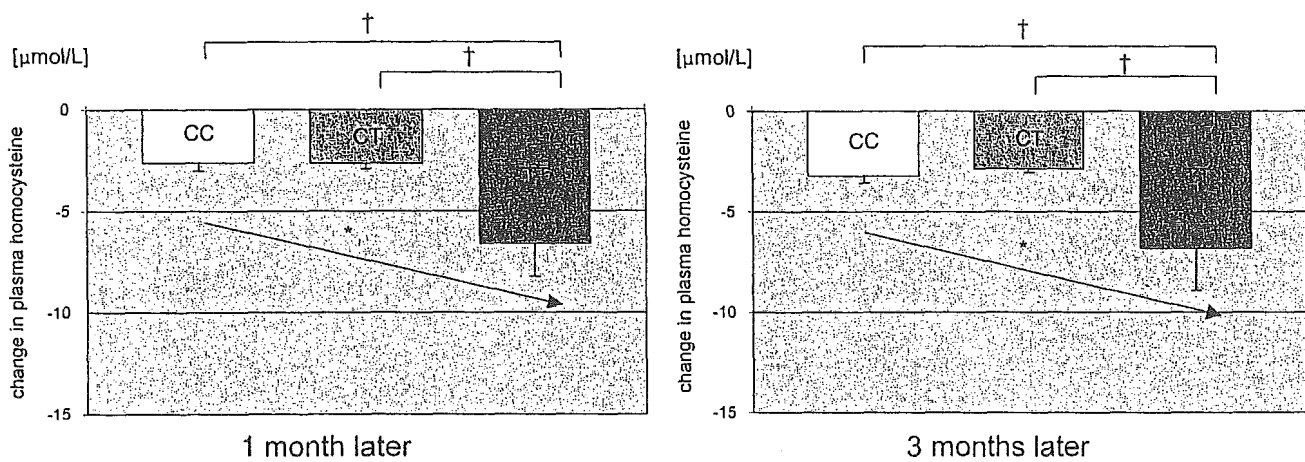 †
[µmol/L]
†
0
CC
CT
-5
*
-10
-15
change in plasma homocysteine
1 month later
†
[µmol/L]
†
0
CC
CT
-5
*
-10
-15
change in plasma homocysteine
3 months later